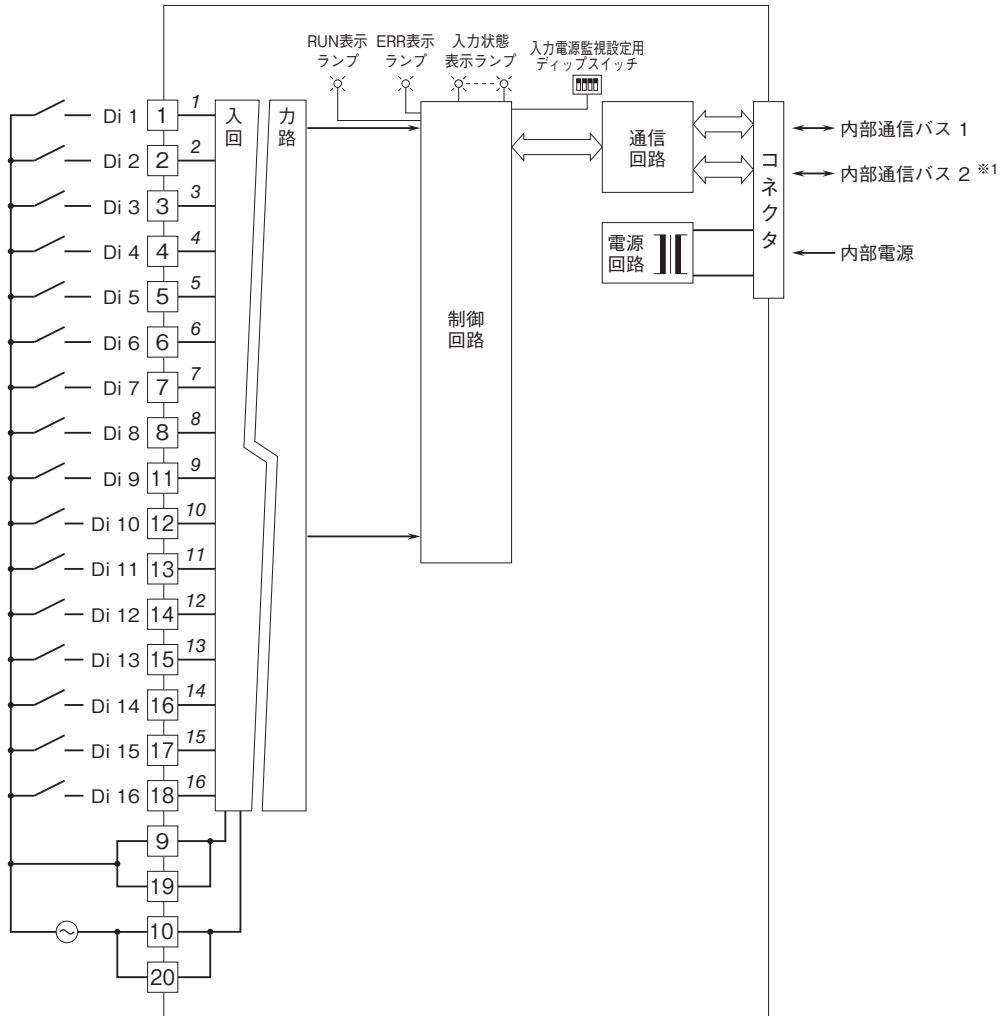 RUN表示
ランプ
ERR表示
ランプ
入力状態
表示ランプ
入力電源監視設定用
ディップスイッチ
Di 1 1 1
Di 2 2 2
Di 3 3 3
Di 4 4 4
Di 5 5 5
Di 6 6 6
Di 7 7 7
Di 8 8 8
Di 9 11 9
Di 10 12 10
Di 11 13 11
Di 12 14 12
Di 13 15 13
Di 14 16 14
Di 15 17 15
Di 16 18 16
9
19
10
20
入力
回路
制御
回路
通信
回路
電源
回路
コネクタ
内部通信バス 1
内部通信バス 2 ※1
内部電源